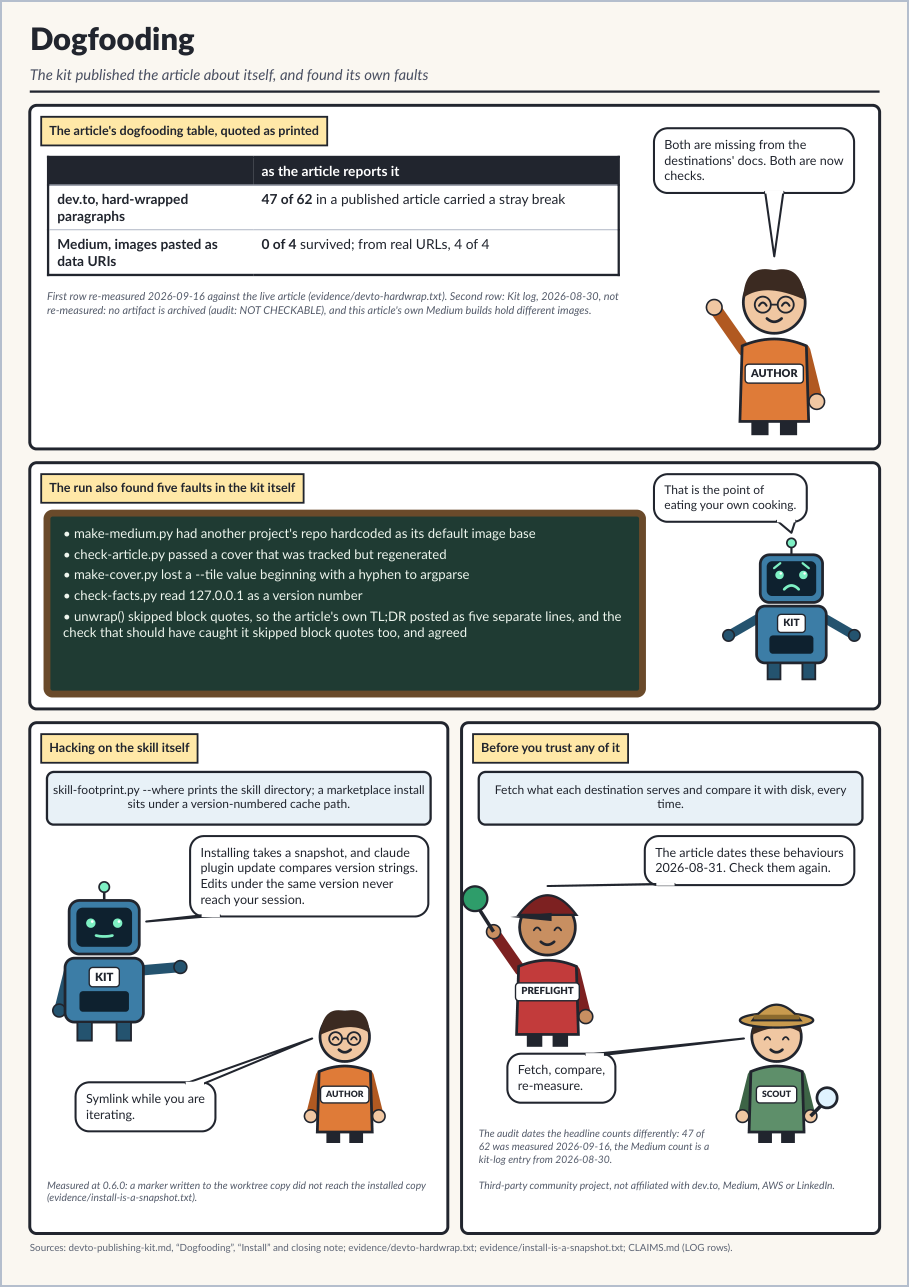 Dogfooding
The kit published the article about itself, and found its own faults
The article's dogfooding table, quoted as printed
as the article reports it
dev.to, hard-wrapped
paragraphs
47 of 62 in a published article carried a stray break
Medium, images pasted as
data URIs
0 of 4 survived; from real URLs, 4 of 4
First row re-measured 2026-09-16 against the live article (evidence/devto-hardwrap.txt). Second row: Kit log, 2026-08-30, not
re-measured: no artifact is archived (audit: NOT CHECKABLE), and this article's own Medium builds hold different images.
Both are missing from the
destinations' docs. Both are now
checks.
AUTHOR
The run also found five faults in the kit itself
• make-medium.py had another project's repo hardcoded as its default image base
• check-article.py passed a cover that was tracked but regenerated
• make-cover.py lost a --tile value beginning with a hyphen to argparse
• check-facts.py read 127.0.0.1 as a version number
• unwrap() skipped block quotes, so the article's own TL;DR posted as five separate lines, and the
check that should have caught it skipped block quotes too, and agreed
That is the point of
eating your own cooking.
KIT
Hacking on the skill itself
skill-footprint.py --where prints the skill directory; a marketplace install
sits under a version-numbered cache path.
Installing takes a snapshot, and claude
plugin update compares version strings.
Edits under the same version never
reach your session.
KIT
AUTHOR
Symlink while you are
iterating.
Measured at 0.6.0: a marker written to the worktree copy did not reach the installed copy
(evidence/install-is-a-snapshot.txt).
Before you trust any of it
Fetch what each destination serves and compare it with disk, every
time.
The article dates these behaviours
2026-08-31. Check them again.
PREFLIGHT
Fetch, compare,
re-measure.
SCOUT
The audit dates the headline counts differently: 47 of
62 was measured 2026-09-16, the Medium count is a
kit-log entry from 2026-08-30.
Third-party community project, not affiliated with dev.to, Medium, AWS or LinkedIn.
Sources: devto-publishing-kit.md, "Dogfooding", "Install" and closing note; evidence/devto-hardwrap.txt; evidence/install-is-a-snapshot.txt; CLAIMS.md (LOG rows).